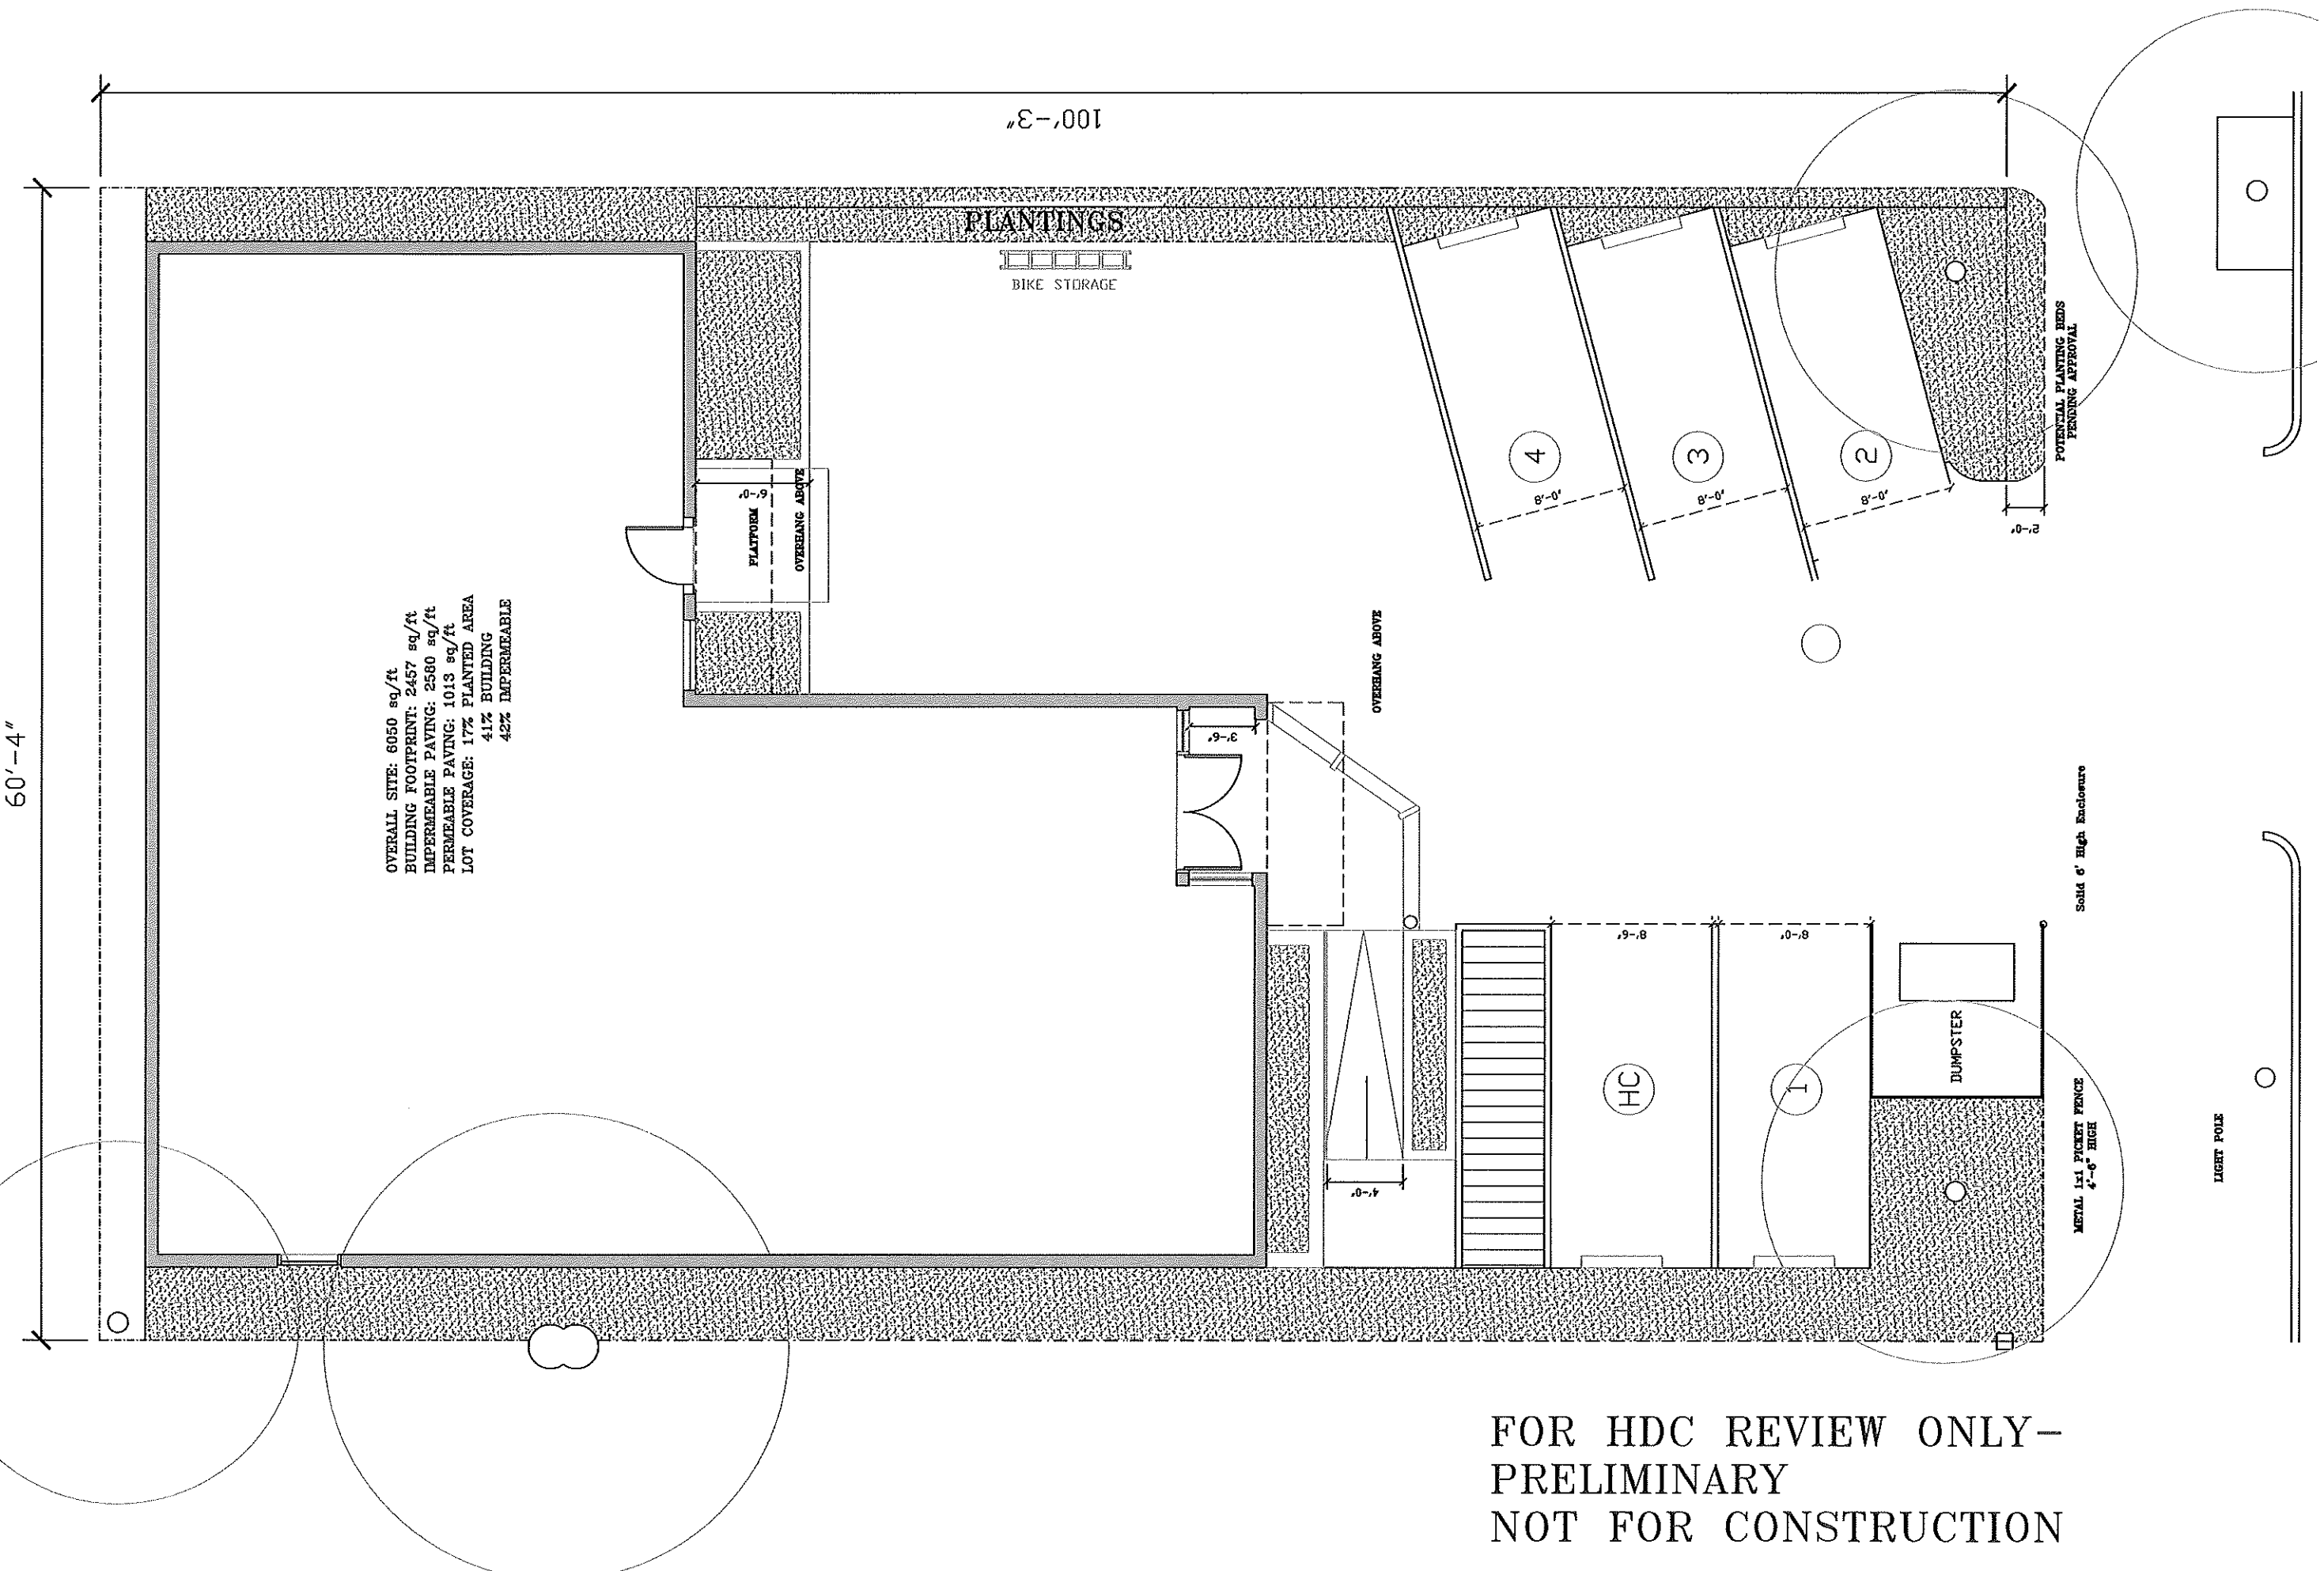 100'-3"
60'-4"
PLANTINGS
BIKE STORAGE
6'-0"
PLATFORM
OVERHANG ABOVE
OVERALL SITE: 6050 sq/ft
BUILDING FOOTPRINT: 2457 sq/ft
IMPERMEABLE PAVING: 2580 sq/ft
PERMEABLE PAVING: 1013 sq/ft
LOT COVERAGE: 17% PLANTED AREA
41% BUILDING
42% IMPERMEABLE
4
3
2
8'-0"
8'-0"
8'-0"
POTENTIAL PLANTING BEDS
PENDING APPROVAL
2'-0"
OVERHANG ABOVE
3'-6"
4'-0"
8'-6"
8'-0"
HC
1
DUMPSTER
Solid 6' High Enclosure
METAL 1x1 PICKET FENCE
4'-6" HIGH
LIGHT POLE
FOR HDC REVIEW ONLY-
PRELIMINARY
NOT FOR CONSTRUCTION